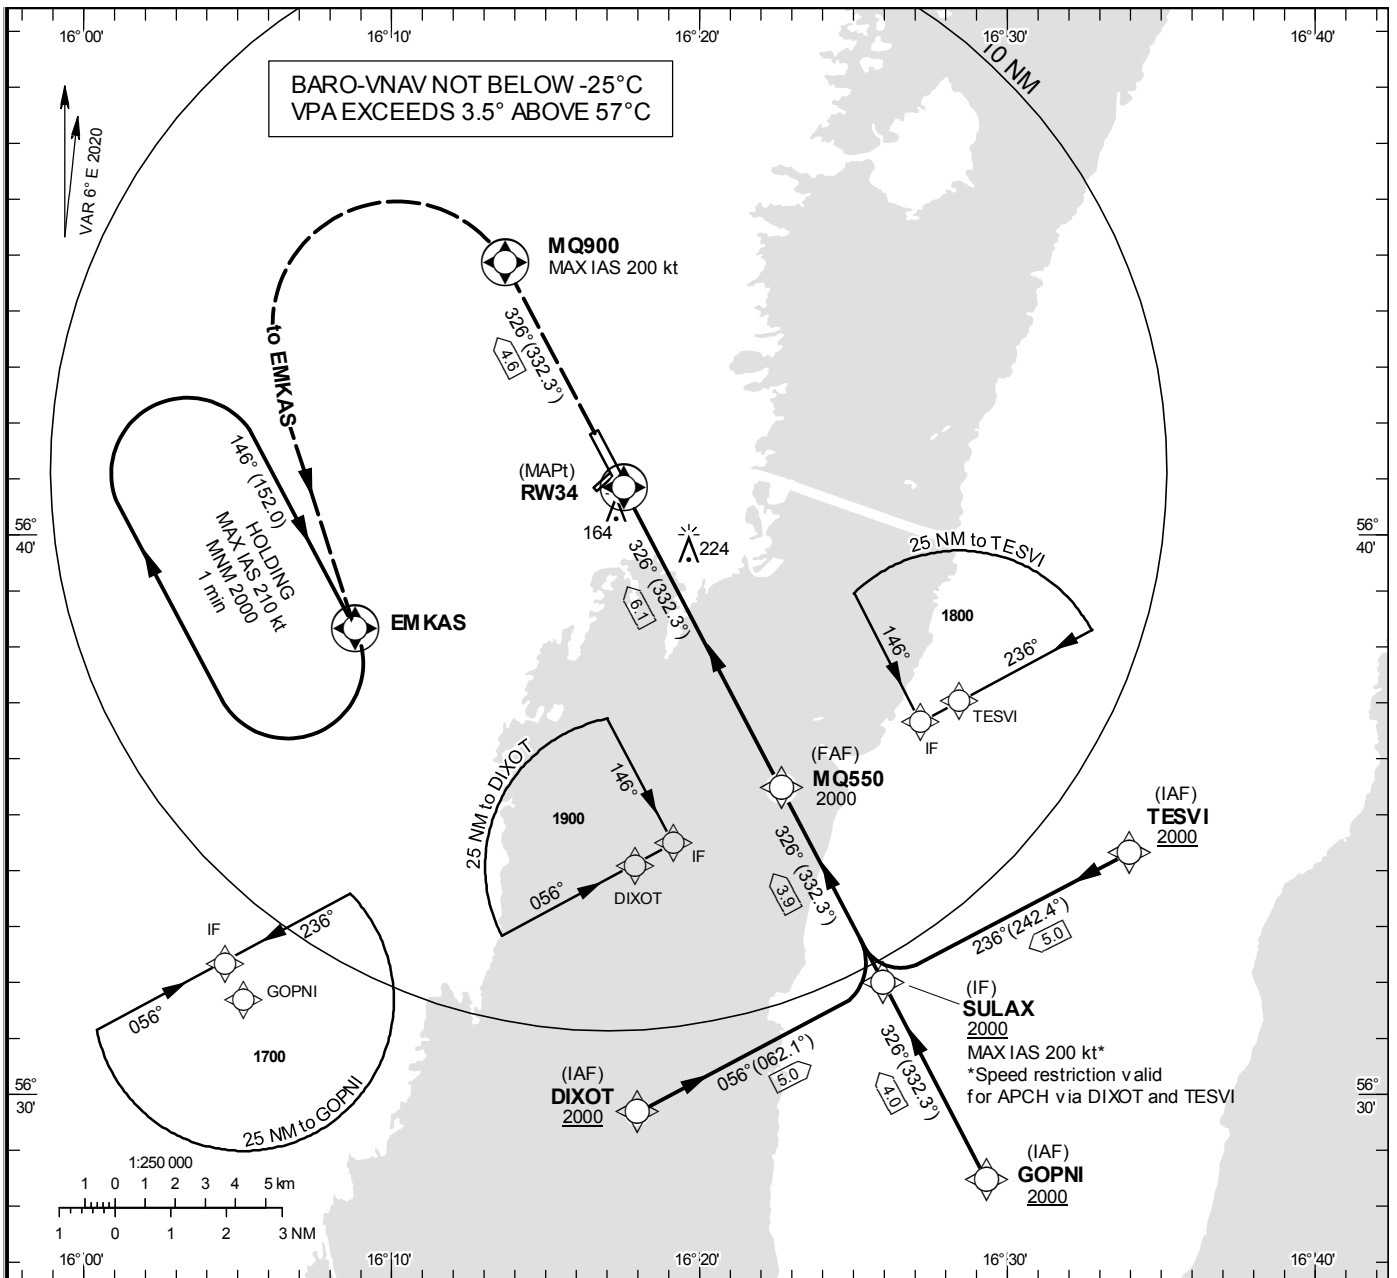 16°00'
16°10'
16°20'
16°30'
16°40'
10 NM
BARO-VNAV NOT BELOW -25°C
VPA EXCEEDS 3.5° ABOVE 57°C
VAR 6° E 2020
MQ900
MAX IAS 200 kt
326°(332.3°)
4.6
to EMKAS
146° (152.0)
HOLDING
MAX IAS 210 kt
MNM 2000
1 min
(MAPt)
RW34
164
224
56°
40'
56°
40'
326° (332.3°)
6.1
25 NM to TESVI
1800
146°
236°
TESVI
IF
EMKAS
(FAF)
MQ550
2000
25 NM to DIXOT
1900
146°
056°
IF
DIXOT
326° (332.3°)
3.9
(IAF)
TESVI
2000
236°(242.4°)
5.0
IF
236°
GOPNI
056°
1700
25 NM to GOPNI
(IF)
SULAX
2000
MAX IAS 200 kt*
*Speed restriction valid
for APCH via DIXOT and TESVI
056°(062.1°)
5.0
(IAF)
DIXOT
2000
326°(332.3°)
4.0
(IAF)
GOPNI
2000
56°
30'
56°
30'
1:250 000
1 0 1 2 3 4 5 km
1 0 1 2 3 NM
16°00'
16°10'
16°20'
16°30'
16°40'